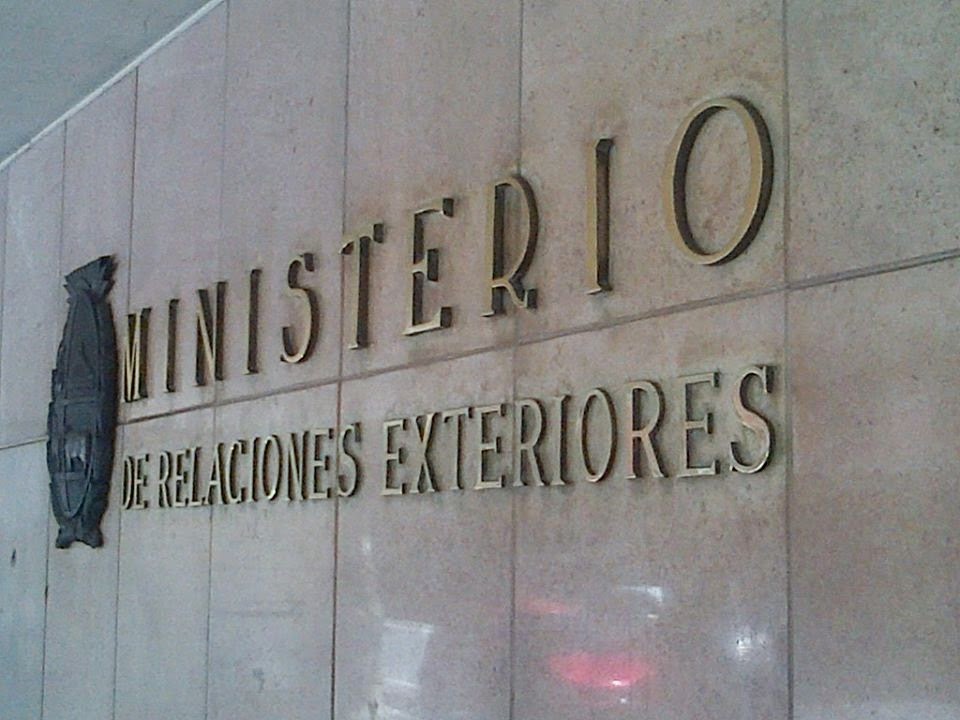 MINISTERIO
DE RELACIONES EXTERIORES